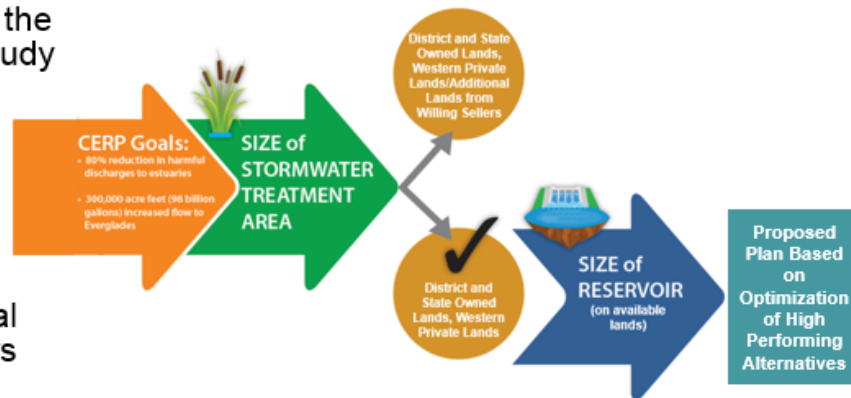 the
udy
al
s
CERP Goals:
• 80% reduction in harmful
discharges to estuaries
• 300,000 acre feet (98 billion
gallons) increased flow to
Everglades
SIZE of
STORMWATER
TREATMENT
AREA
District and State
Owned Lands,
Western Private
Lands/Additional
Lands from
Willing Sellers
District and
State Owned
Lands, Western
Private Lands
SIZE of
RESERVOIR
(on available
lands)
Proposed
Plan Based
on
Optimization
of High
Performing
Alternatives